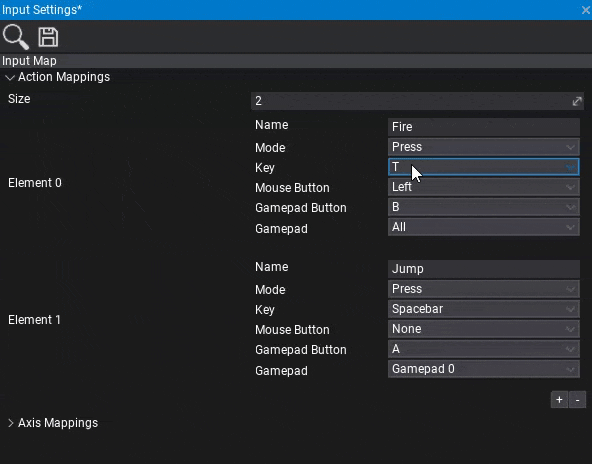 Input Settings*
Input Map
Action Mappings
Size 2
Element 0
Name Fire
Mode Press
Key T
Mouse Button Left
Gamepad Button B
Gamepad All
Element 1
Name Jump
Mode Press
Key Spacebar
Mouse Button None
Gamepad Button A
Gamepad Gamepad 0
+ -
Axis Mappings